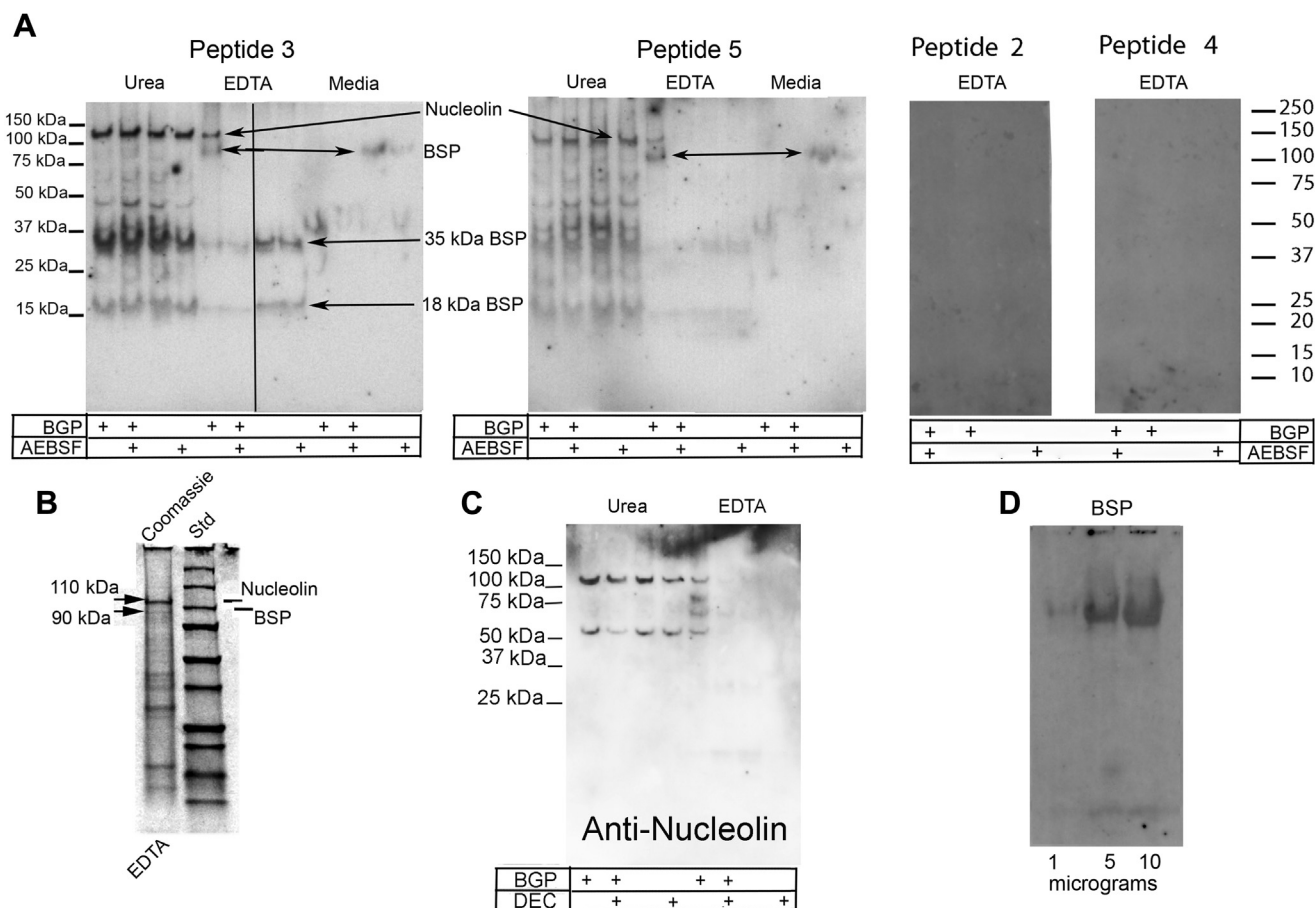 A
Peptide 3
Urea EDTA Media
150 kDa
100 kDa
75 kDa
50 kDa
37 kDa
25 kDa
15 kDa
Nucleolin
BSP
35 kDa BSP
18 kDa BSP
BGP + + + + + +
AEBSF + + + + + +
Peptide 5
Urea EDTA Media
BGP + + + + + +
AEBSF + + + + + +
Peptide 2 Peptide 4
EDTA EDTA
250
150
100
75
50
37
25
20
15
10
+ + + + BGP
+ + + + AEBSF
B
Coomassie Std
110 kDa
90 kDa
Nucleolin
BSP
EDTA
C
Urea EDTA
150 kDa
100 kDa
75 kDa
50 kDa
37 kDa
25 kDa
Anti-Nucleolin
BGP + + + +
DEC + + + +
D
BSP
1 5 10
micrograms